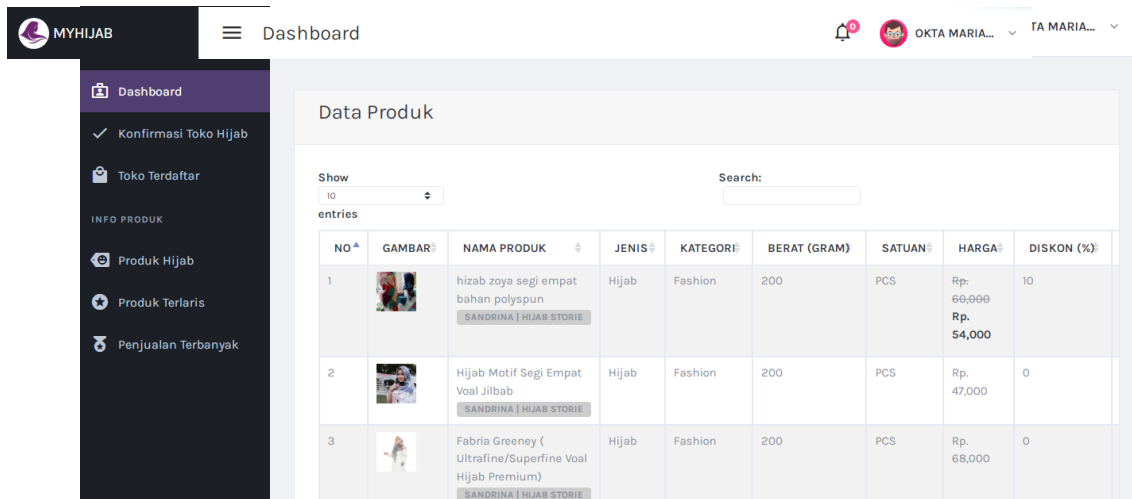 MYHIJAB
Dashboard
0
OKTA MARIA...
TA MARIA...
Dashboard
Konfirmasi Toko Hijab
Toko Terdaftar
INFO PRODUK
Produk Hijab
Produk Terlaris
Penjualan Terbanyak
Data Produk
Show
10
entries
Search:
NO GAMBAR NAMA PRODUK JENIS KATEGORI BERAT (GRAM) SATUAN HARGA DISKON (%)
1 hizab zoya segi empat Hijab Fashion 200 PCS Rp. 10
bahan polyspun 60,000
SANDRINA | HIJAB STORIE Rp.
54,000
2 Hijab Motif Segi Empat Hijab Fashion 200 PCS Rp. 0
Voal Jilbab 47,000
SANDRINA | HIJAB STORIE
3 Fabria Greeney ( Hijab Fashion 200 PCS Rp. 0
Ultrafine/Superfine Voal 68,000
Hijab Premium)
SANDRINA | HIJAB STORIE